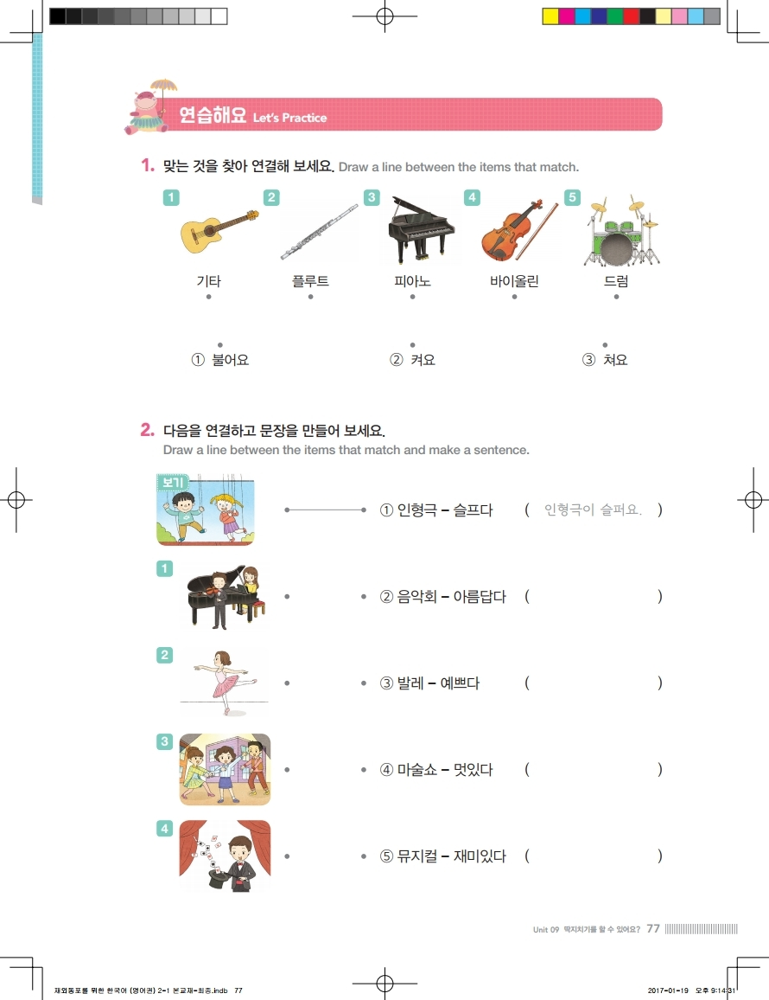 연습해요 Let's Practice
1. 맞는 것을 찾아 연결해 보세요. Draw a line between the items that match.
1 2 3 4 5
기타 플루트 피아노 바이올린 드럼
① 불어요 ② 켜요 ③ 쳐요
2. 다음을 연결하고 문장을 만들어 보세요.
Draw a line between the items that match and make a sentence.
보기
① 인형극 – 슬프다 ( 인형극이 슬퍼요. )
1
② 음악회 – 아름답다 ( )
2
③ 발레 – 예쁘다 ( )
3
④ 마술쇼 – 멋있다 ( )
4
⑤ 뮤지컬 – 재미있다 ( )
Unit 09 딱지치기를 할 수 있어요? 77
재외동포를 위한 한국어 (영어권) 2-1 본교재-최종.indb 77
2017-01-19 오후 9:14:31